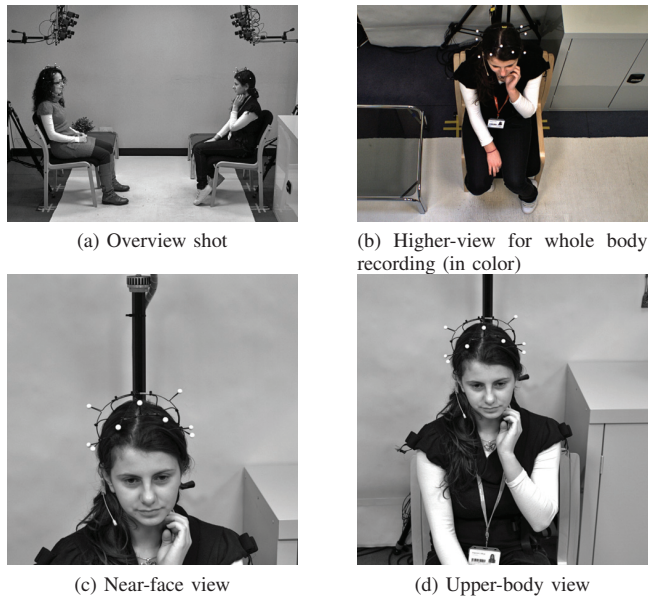 (a) Overview shot
(b) Higher-view for whole body
recording (in color)
(c) Near-face view
(d) Upper-body view